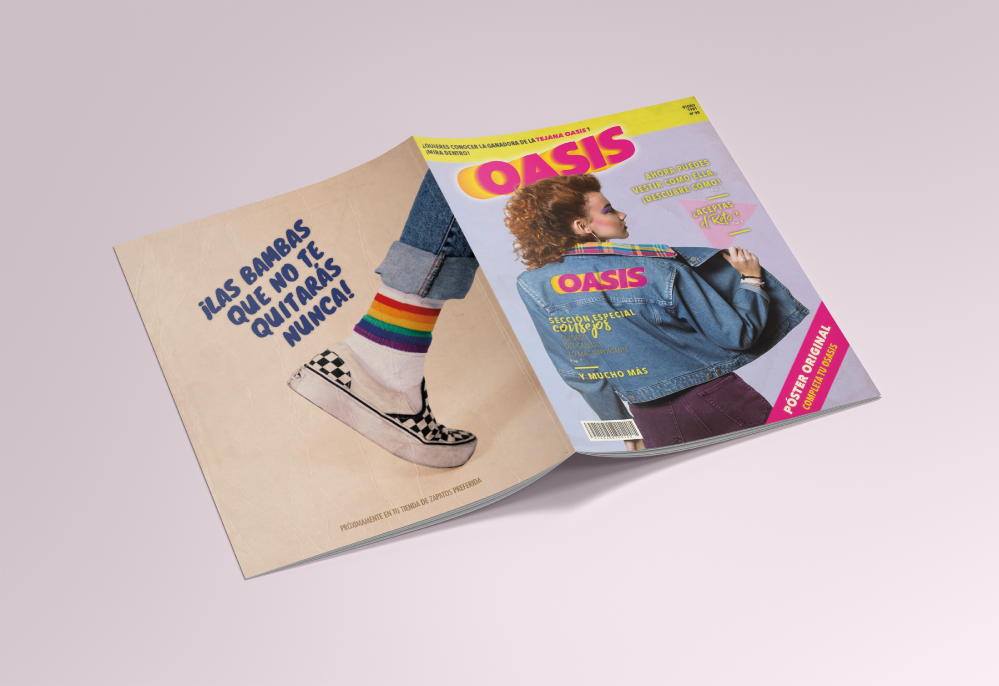 ¡LAS BAMBAS
QUE NO TE
QUITARÁS
NUNCA!
PRÓXIMAMENTE EN TU TIENDA DE ZAPATOS PREFERIDA
¿QUIERES CONOCER LA GANADORA DE LA TEJANA OASIS?
¡MIRA DENTRO!
OASIS
AHORA PUEDES
VESTIR COMO ELLA.
¡DESCUBRE CÓMO!
¿ACEPTAS
el Reto?
OASIS
SECCIÓN ESPECIAL
consejos
Y MUCHO MÁS
PÓSTER ORIGINAL
COMPLETA TU OSASIS